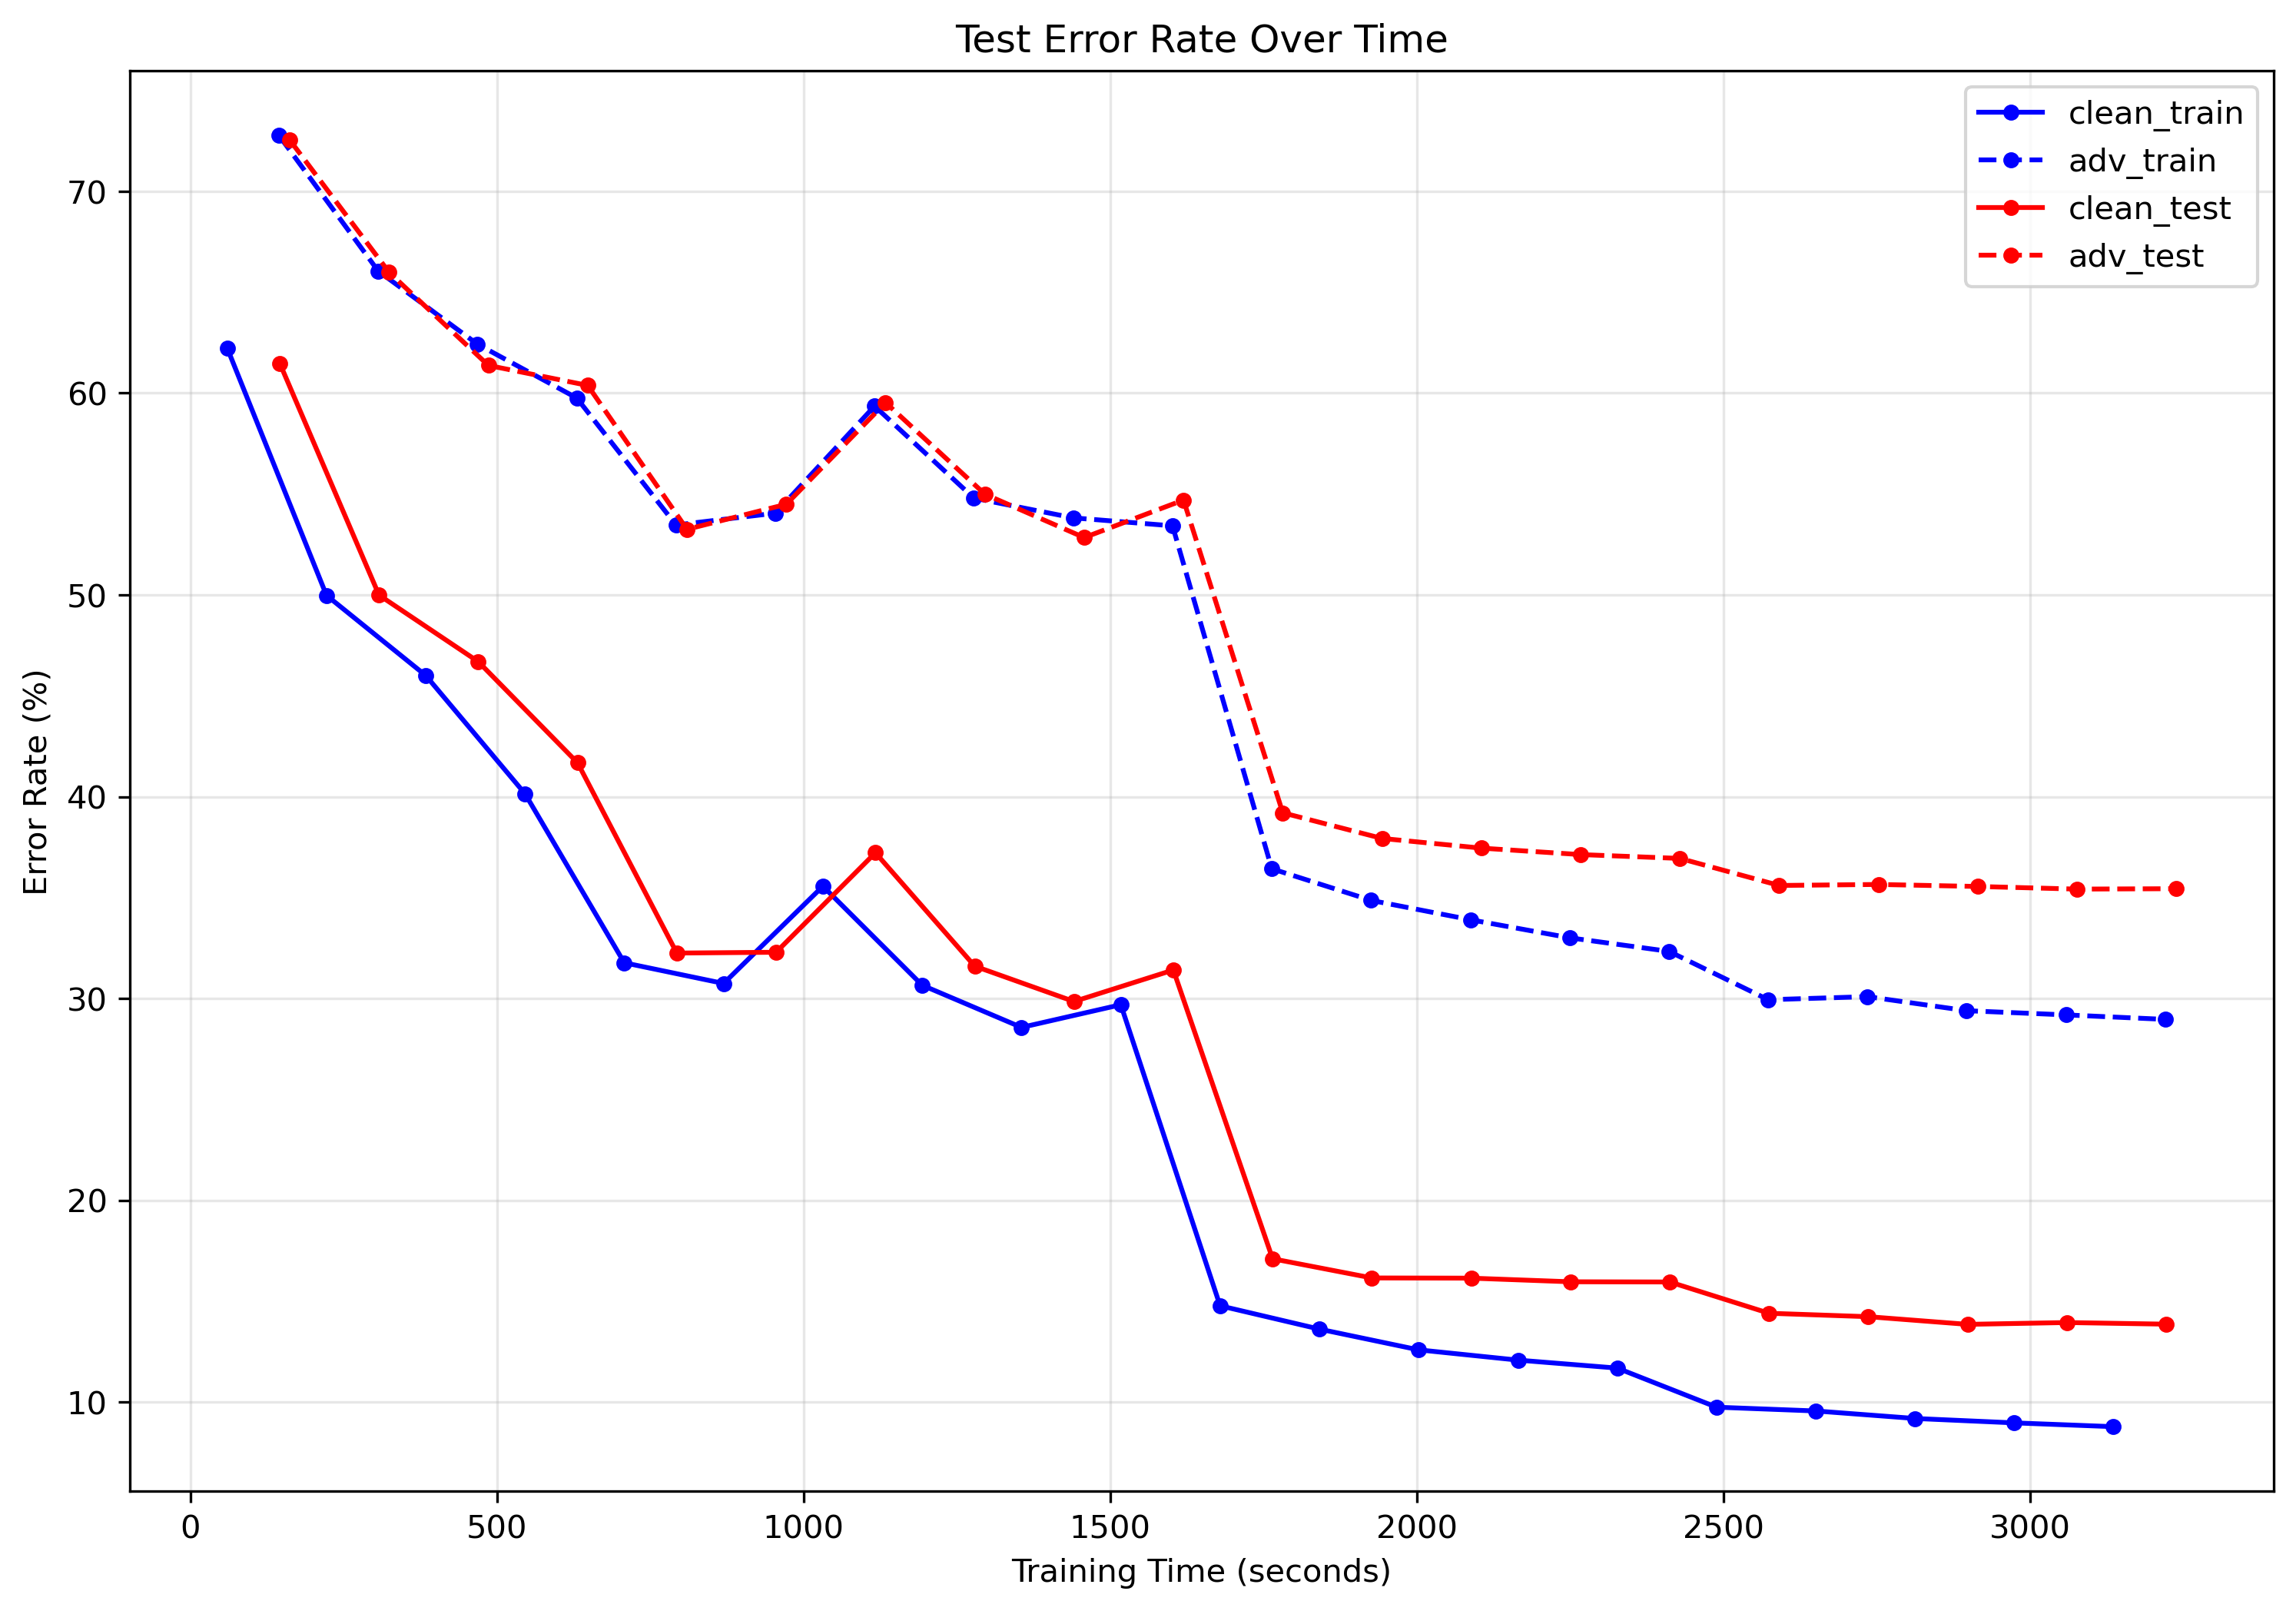 Test Error Rate Over Time
clean_train
adv_train
clean_test
adv_test
Error Rate (%)
70
60
50
40
30
20
10
0 500 1000 1500 2000 2500 3000
Training Time (seconds)